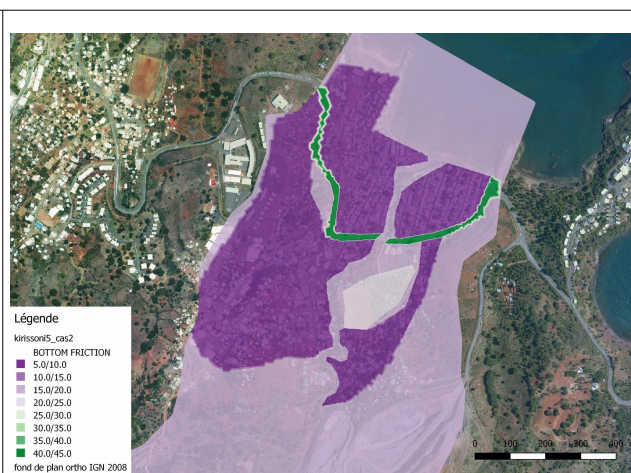 Légende
kirissoni5_cas2
BOTTOM FRICTION
5.0/10.0
10.0/15.0
15.0/20.0
20.0/25.0
25.0/30.0
30.0/35.0
35.0/40.0
40.0/45.0
fond de plan ortho IGN 2008
0 100 200 300 400